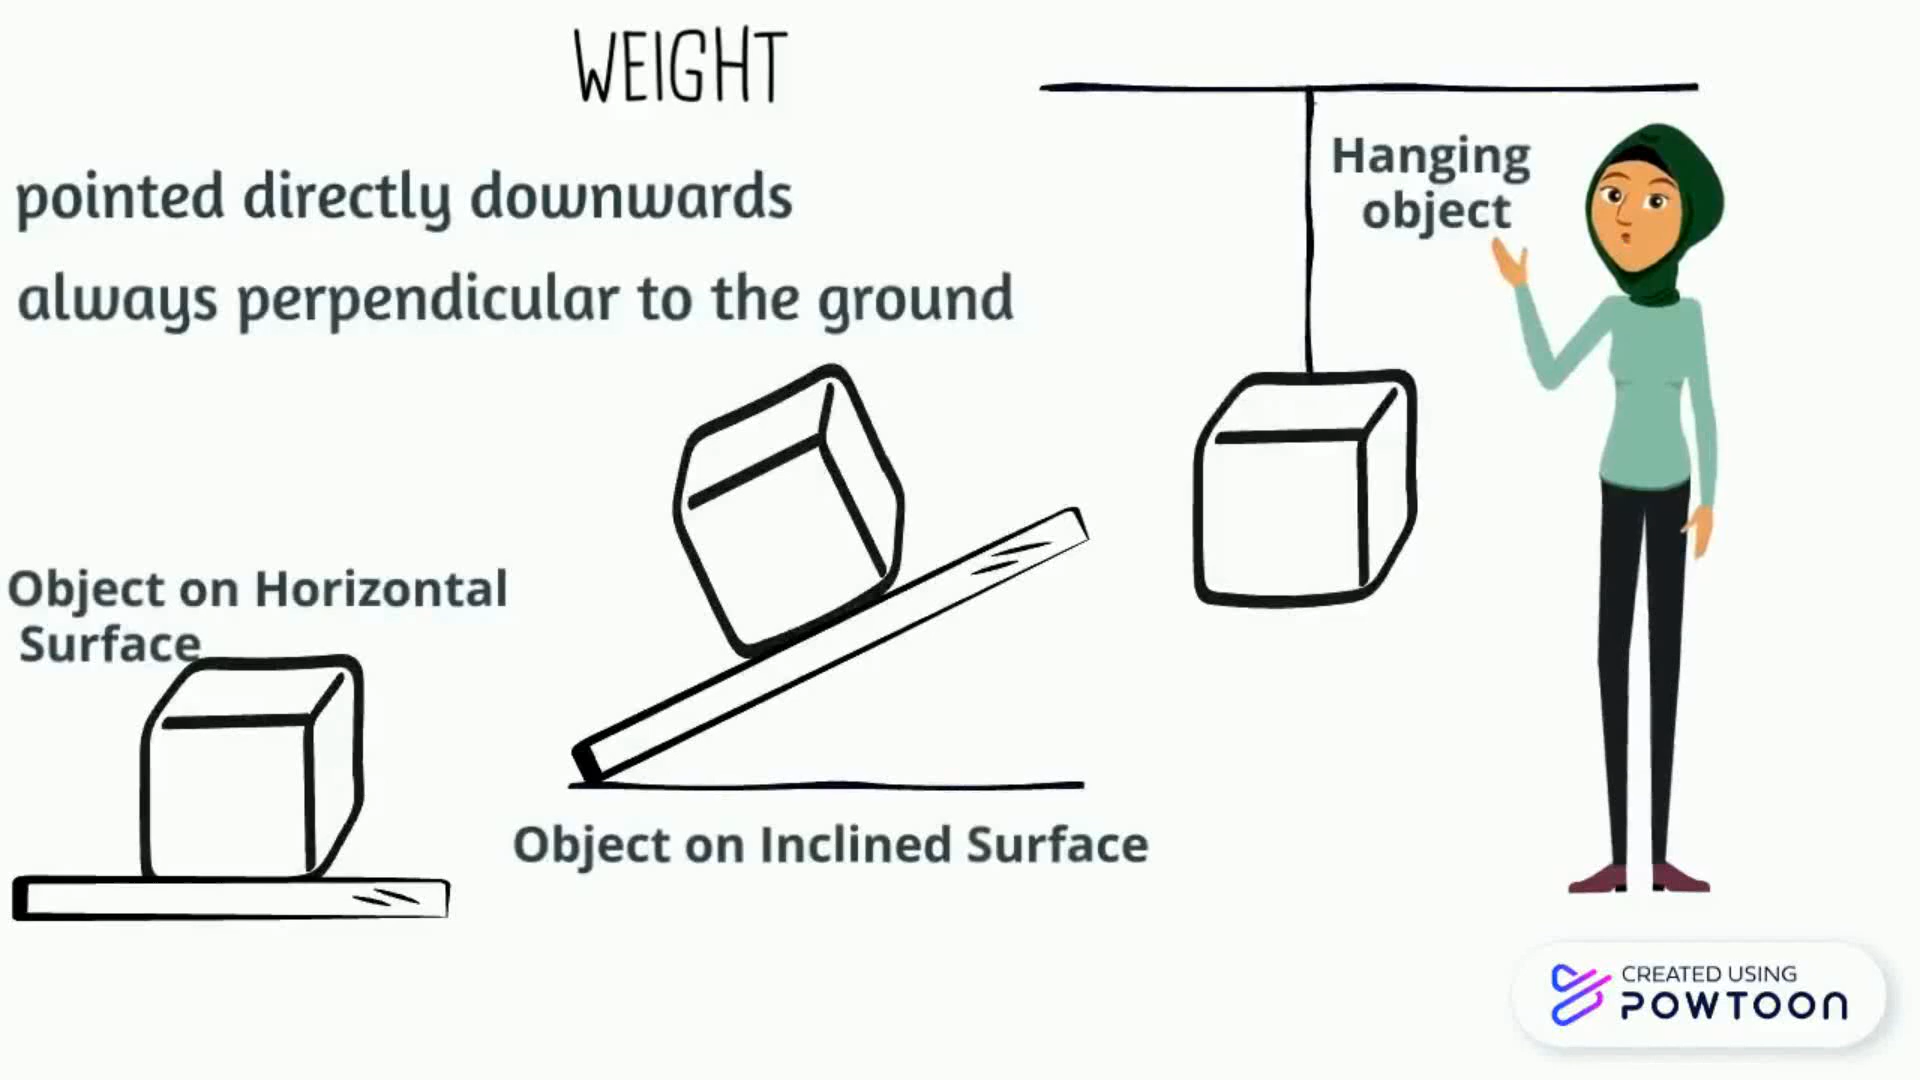 WEIGHT
pointed directly downwards
always perpendicular to the ground
Hanging
object
Object on Horizontal
Surface
Object on Inclined Surface
CREATED USING
POWTOON